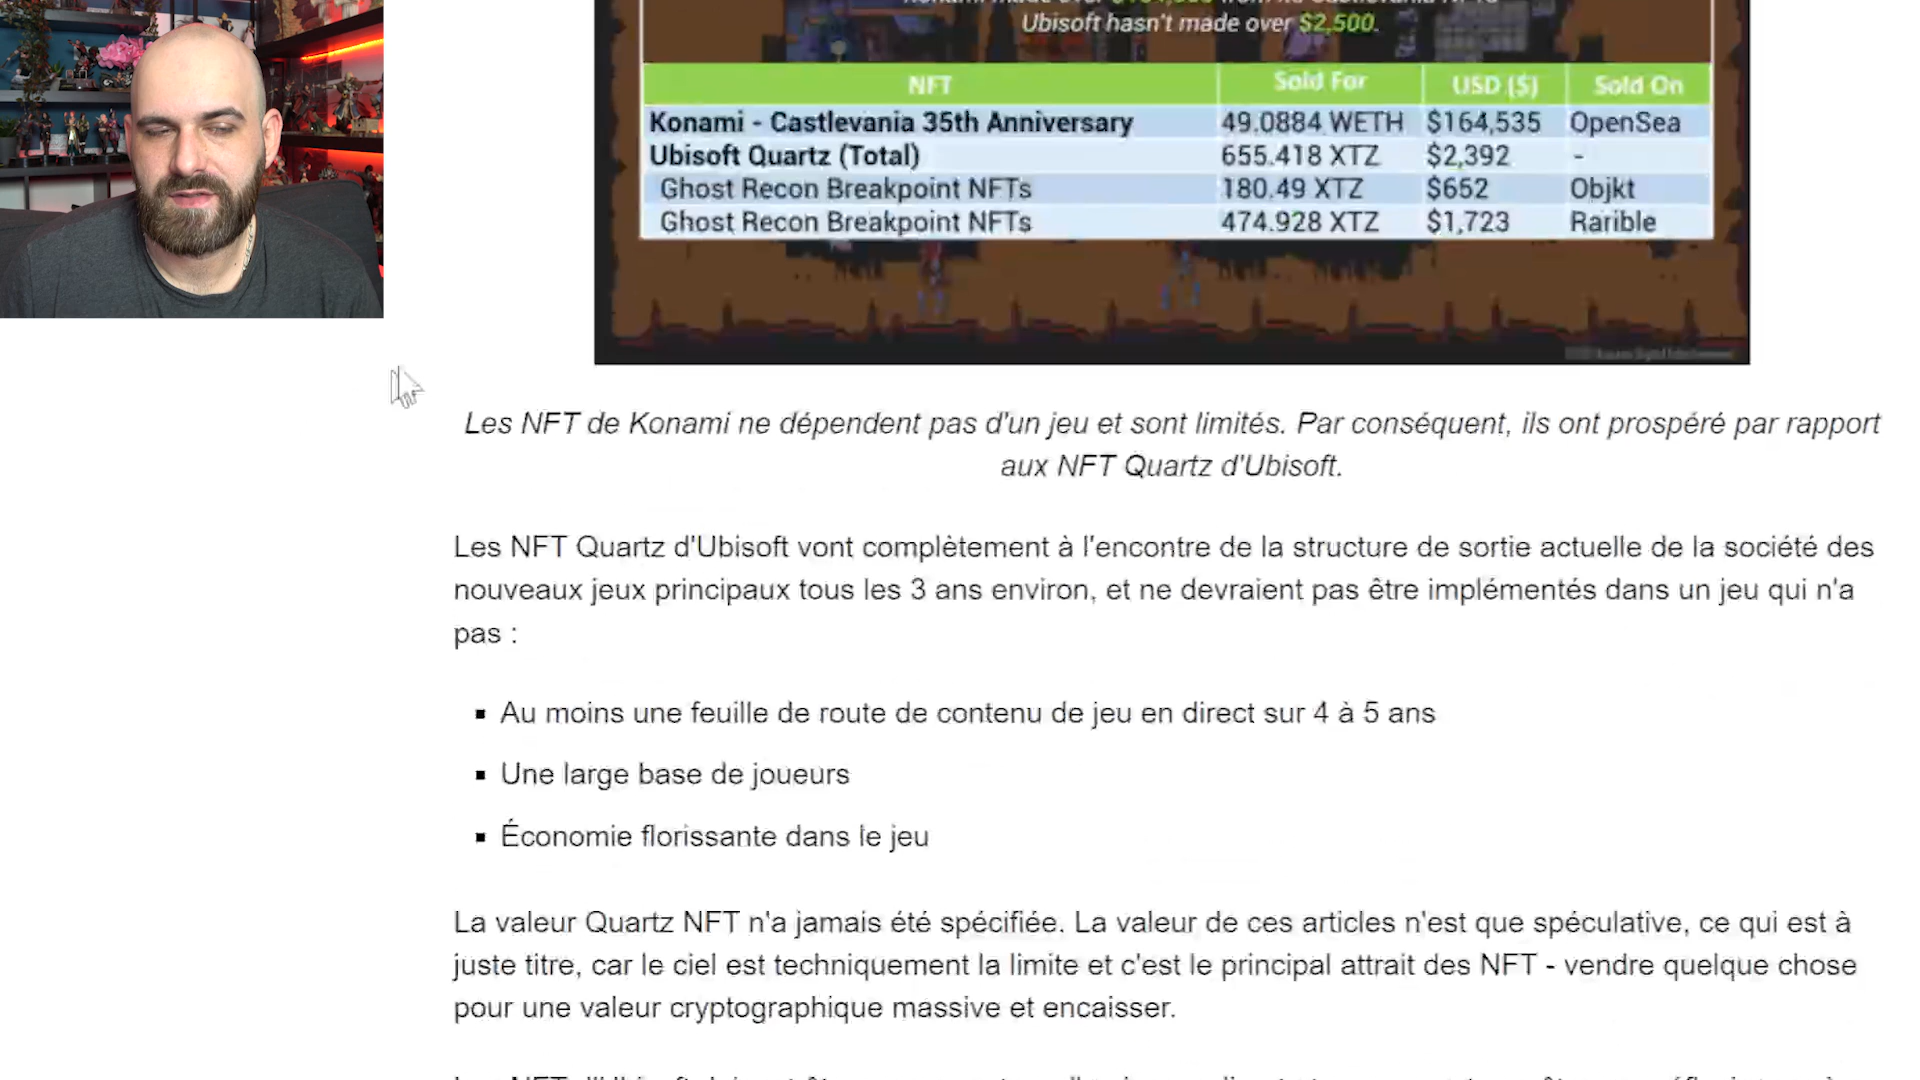 Ubisoft hasn't made over $2,500.
NFT Sold For USD ($) Sold On
Konami - Castlevania 35th Anniversary 49.0884 WETH $164,535 OpenSea
Ubisoft Quartz (Total) 655.418 XTZ $2,392 -
Ghost Recon Breakpoint NFTs 180.49 XTZ $652 Objkt
Ghost Recon Breakpoint NFTs 474.928 XTZ $1,723 Rarible
Les NFT de Konami ne dépendent pas d'un jeu et sont limités. Par conséquent, ils ont prospéré par rapport
aux NFT Quartz d'Ubisoft.
Les NFT Quartz d'Ubisoft vont complètement à l'encontre de la structure de sortie actuelle de la société des
nouveaux jeux principaux tous les 3 ans environ, et ne devraient pas être implémentés dans un jeu qui n'a
pas :
▪ Au moins une feuille de route de contenu de jeu en direct sur 4 à 5 ans
▪ Une large base de joueurs
▪ Économie florissante dans le jeu
La valeur Quartz NFT n'a jamais été spécifiée. La valeur de ces articles n'est que spéculative, ce qui est à
juste titre, car le ciel est techniquement la limite et c'est le principal attrait des NFT - vendre quelque chose
pour une valeur cryptographique massive et encaisser.